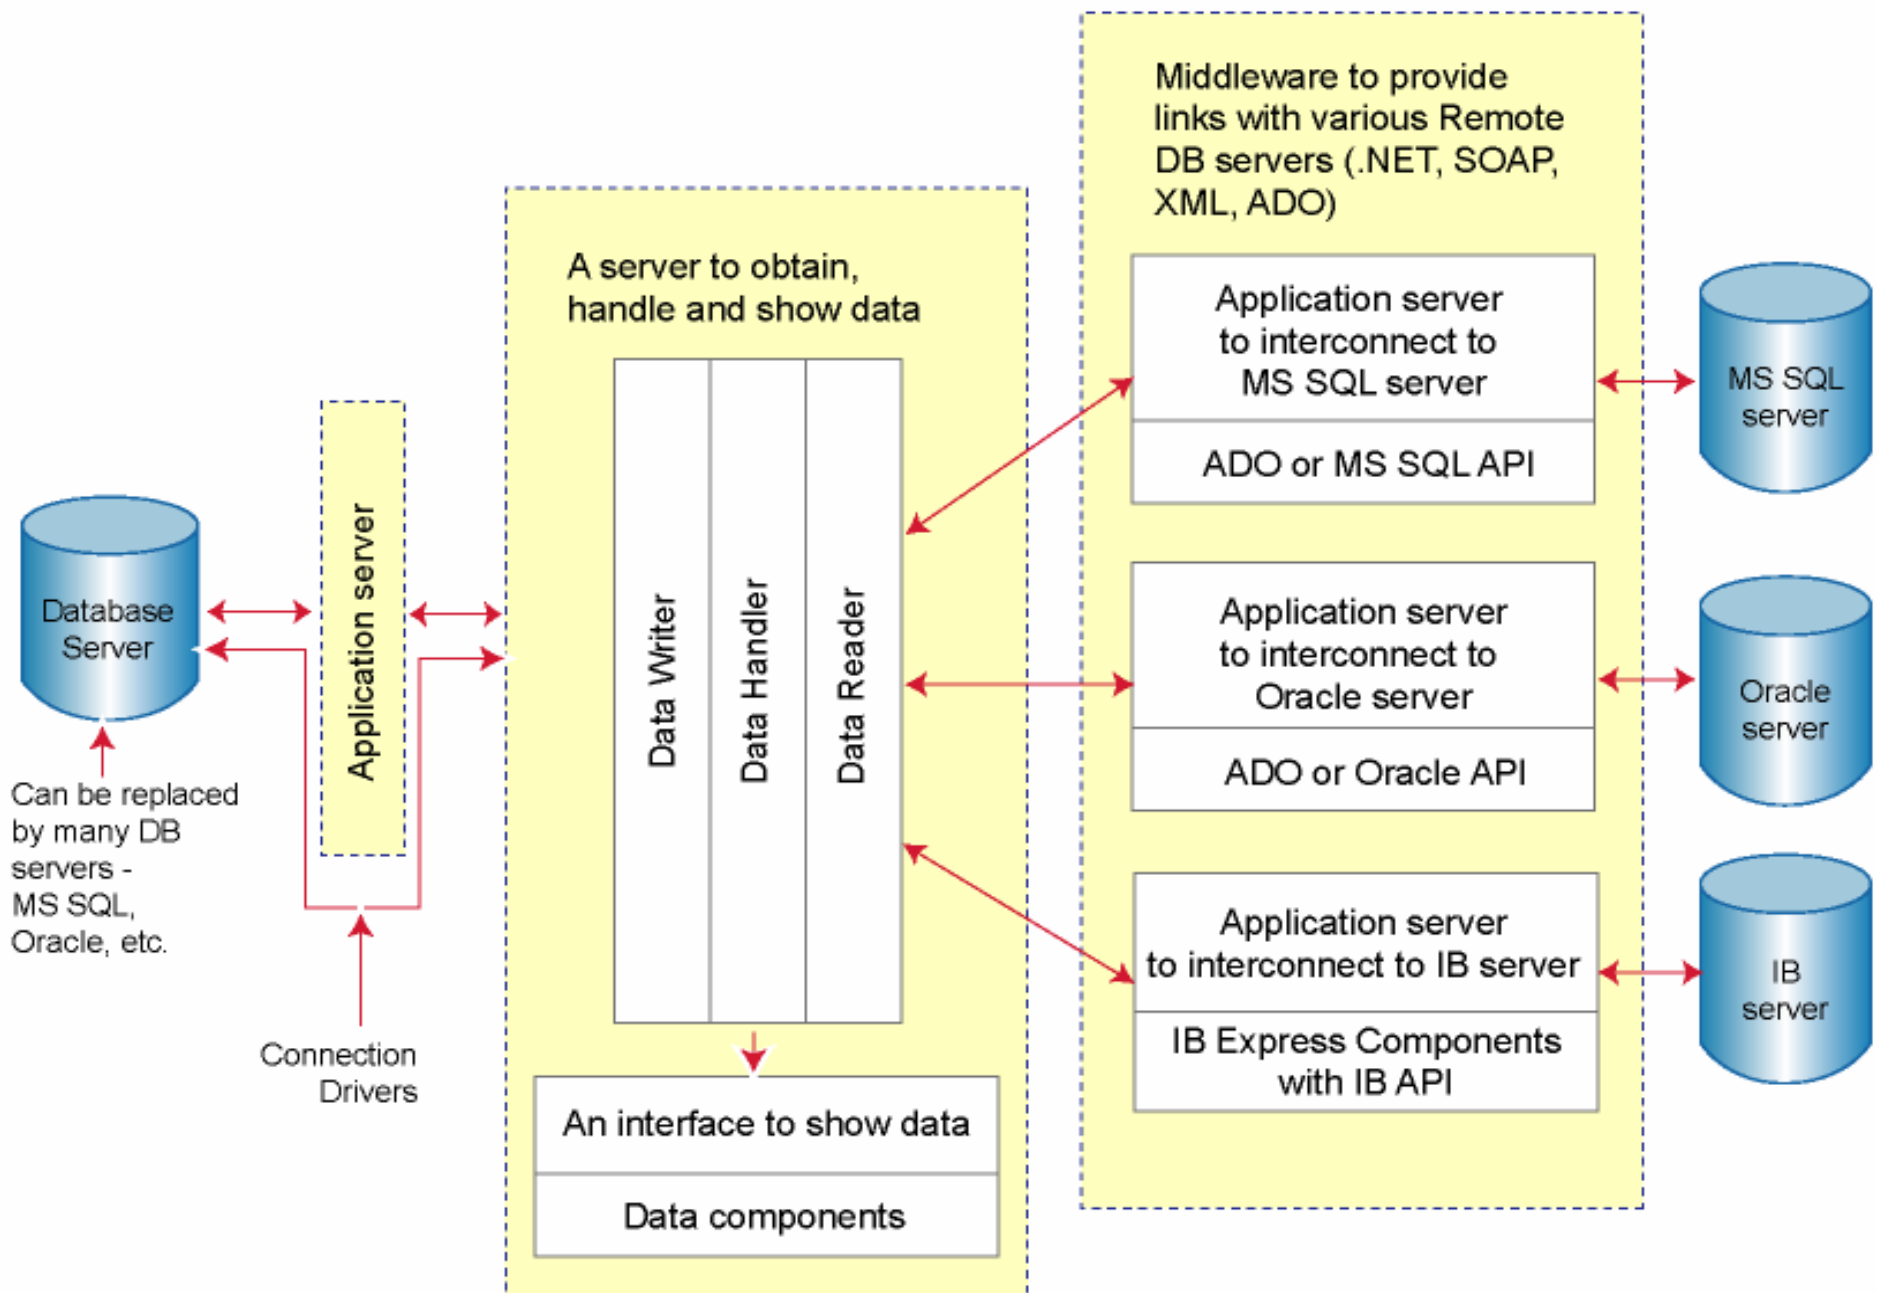 Middleware to provide
links with various Remote
DB servers (.NET, SOAP,
XML, ADO)
A server to obtain,
handle and show data
Application server
to interconnect to
MS SQL server
ADO or MS SQL API
MS SQL
server
Database
Server
Application server
Data Writer
Data Handler
Data Reader
Application server
to interconnect to
Oracle server
ADO or Oracle API
Oracle
server
Can be replaced
by many DB
servers -
MS SQL,
Oracle, etc.
Application server
to interconnect to IB server
IB Express Components
with IB API
IB
server
Connection
Drivers
An interface to show data
Data components